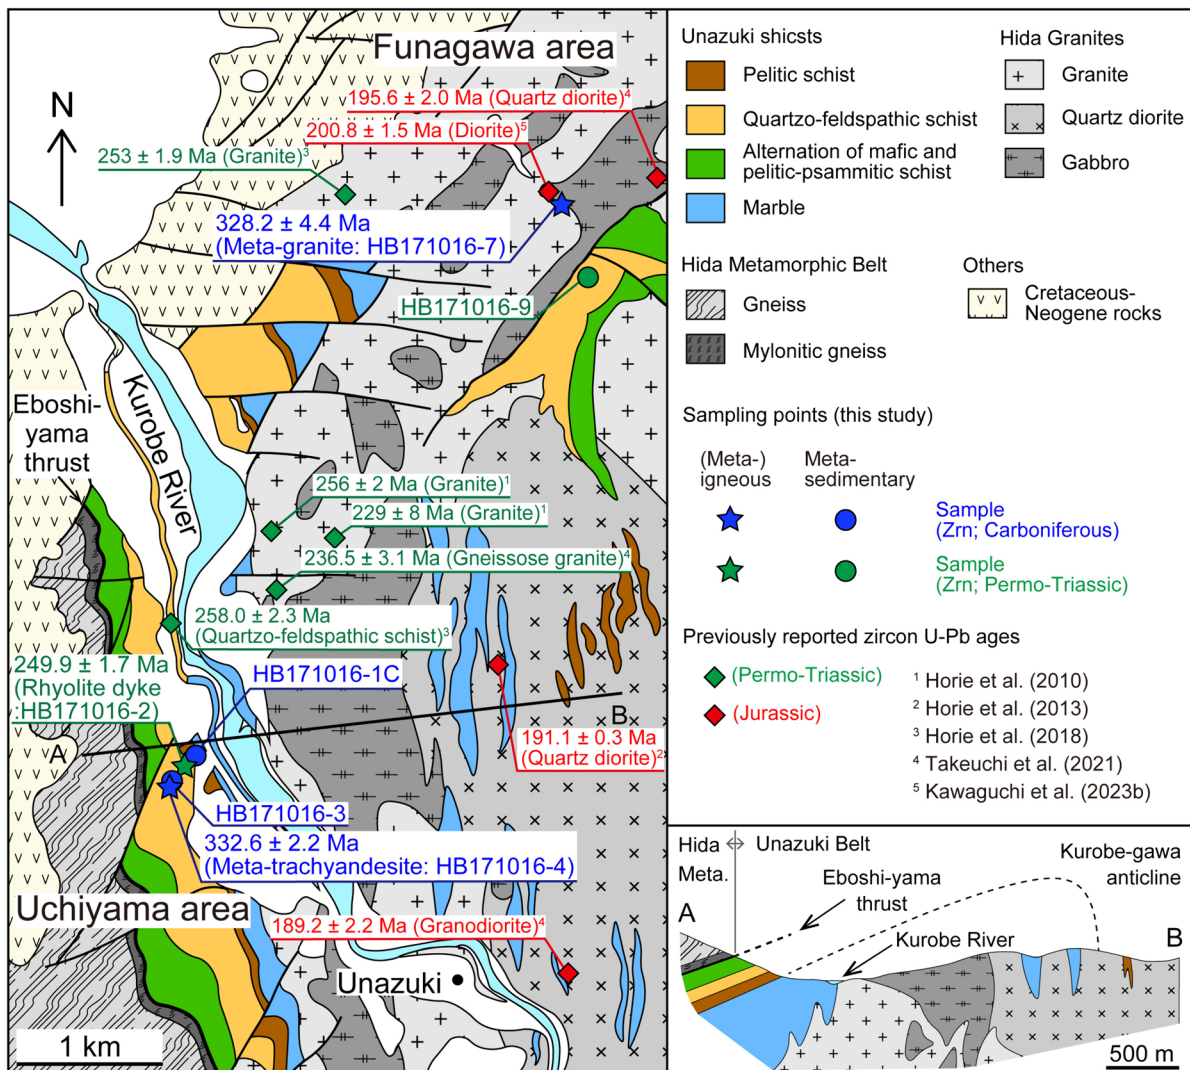 Funagawa area
N
195.6 ± 2.0 Ma (Quartz diorite)⁴
200.8 ± 1.5 Ma (Diorite)⁵
253 ± 1.9 Ma (Granite)³
328.2 ± 4.4 Ma
(Meta-granite: HB171016-7)
HB171016-9
Eboshi-
yama
thrust
Kurobe River
256 ± 2 Ma (Granite)¹
229 ± 8 Ma (Granite)¹
236.5 ± 3.1 Ma (Gneissose granite)⁴
258.0 ± 2.3 Ma
(Quartzo-feldspathic schist)³
249.9 ± 1.7 Ma
(Rhyolite dyke
:HB171016-2)
HB171016-1C
A
B
191.1 ± 0.3 Ma
(Quartz diorite)²
HB171016-3
332.6 ± 2.2 Ma
(Meta-trachyandesite: HB171016-4)
Uchiyama area
189.2 ± 2.2 Ma (Granodiorite)⁴
Unazuki
1 km
Unazuki shicsts
Pelitic schist
Quartzo-feldspathic schist
Alternation of mafic and
pelitic-psammitic schist
Marble
Hida Granites
Granite
Quartz diorite
Gabbro
Hida Metamorphic Belt
Gneiss
Mylonitic gneiss
Others
Cretaceous-
Neogene rocks
Sampling points (this study)
(Meta-)
igneous
Meta-
sedimentary
Sample
(Zrn; Carboniferous)
Sample
(Zrn; Permo-Triassic)
Previously reported zircon U-Pb ages
(Permo-Triassic)
(Jurassic)
¹ Horie et al. (2010)
² Horie et al. (2013)
³ Horie et al. (2018)
⁴ Takeuchi et al. (2021)
⁵ Kawaguchi et al. (2023b)
Hida
Meta.
Unazuki Belt
Eboshi-yama
thrust
Kurobe-gawa
anticline
Kurobe River
A
B
500 m